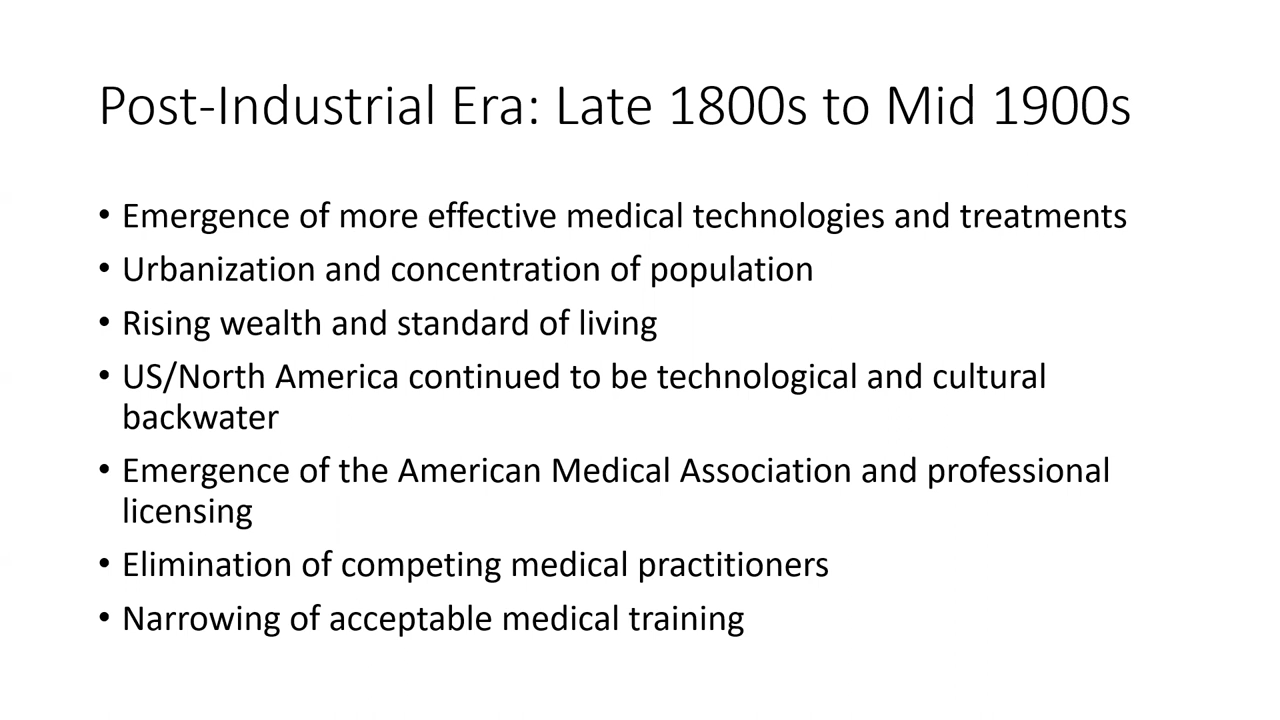 Post-Industrial Era: Late 1800s to Mid 1900s
• Emergence of more effective medical technologies and treatments
• Urbanization and concentration of population
• Rising wealth and standard of living
• US/North America continued to be technological and cultural
backwater
• Emergence of the American Medical Association and professional
licensing
• Elimination of competing medical practitioners
• Narrowing of acceptable medical training